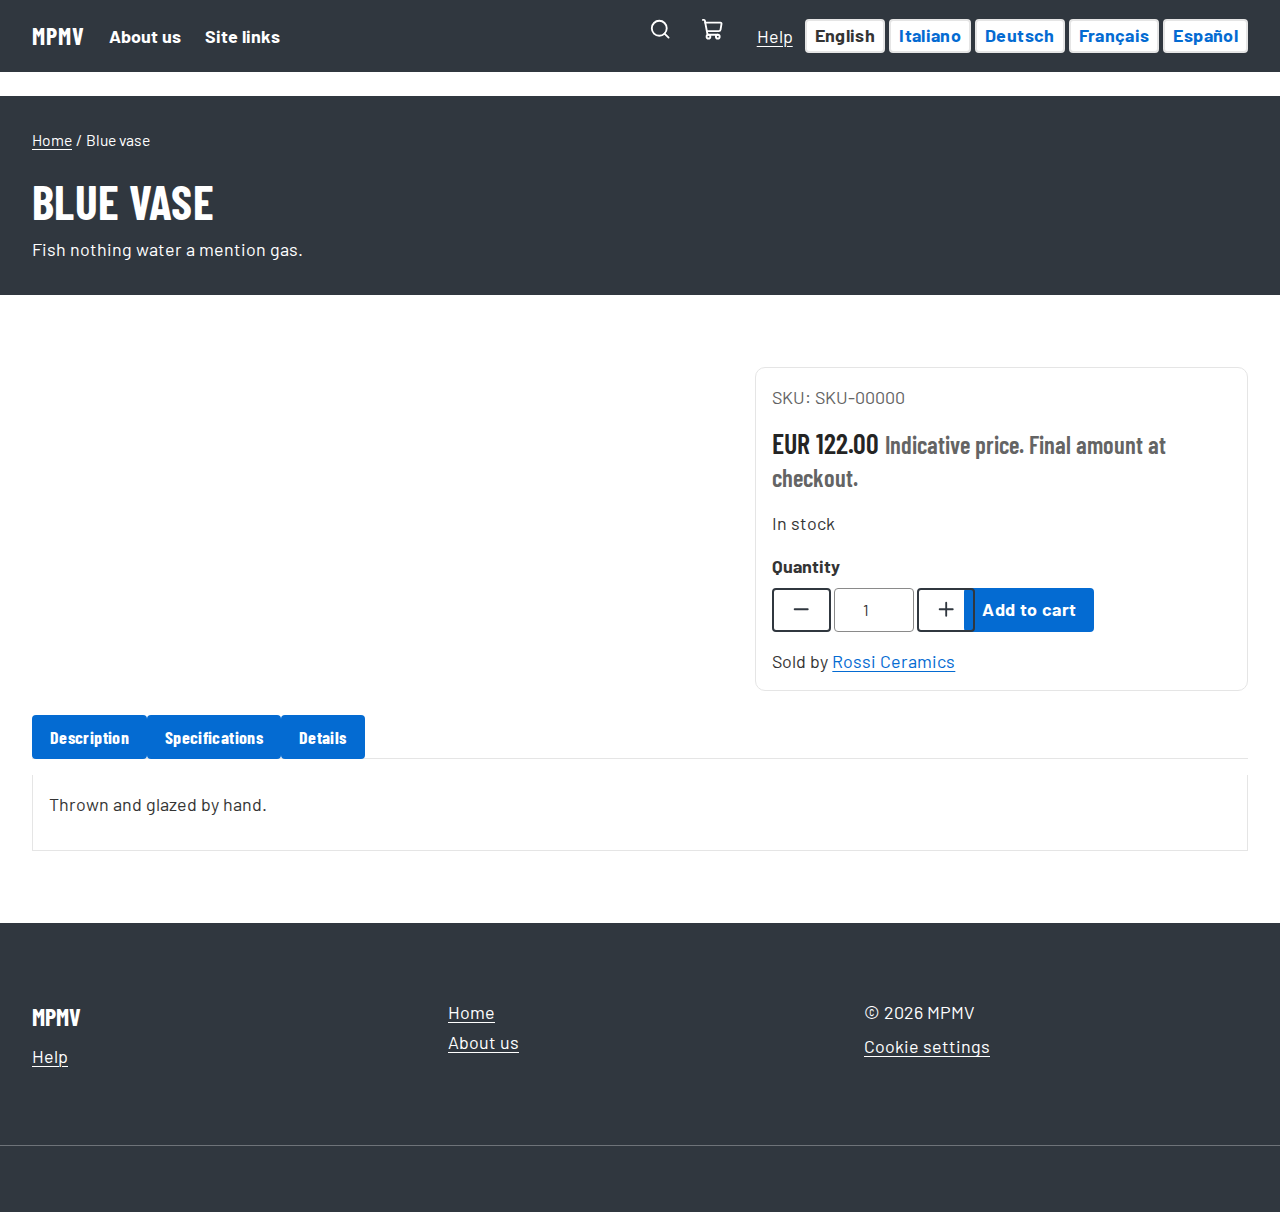 MPMV About us Site links Help English Italiano Deutsch Français Español
Home / Blue vase
BLUE VASE
Fish nothing water a mention gas.
SKU: SKU-00000
EUR 122.00 Indicative price. Final amount at
checkout.
In stock
Quantity
− 1 + Add to cart
Sold by Rossi Ceramics
Description Specifications Details
Thrown and glazed by hand.
MPMV
Help
Home
About us
© 2026 MPMV
Cookie settings